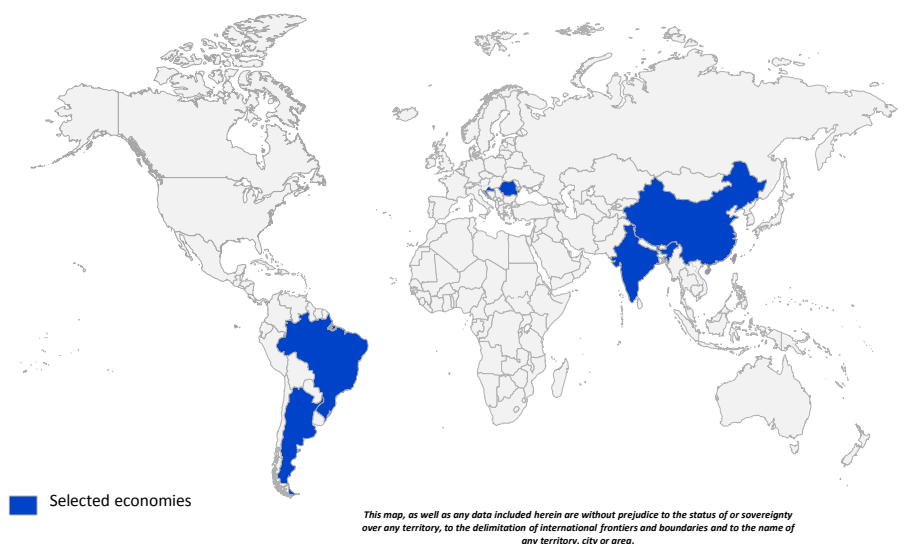 Selected economies
This map, as well as any data included herein are without prejudice to the status of or sovereignty
over any territory, to the delimitation of international frontiers and boundaries and to the name of
any territory, city or area.